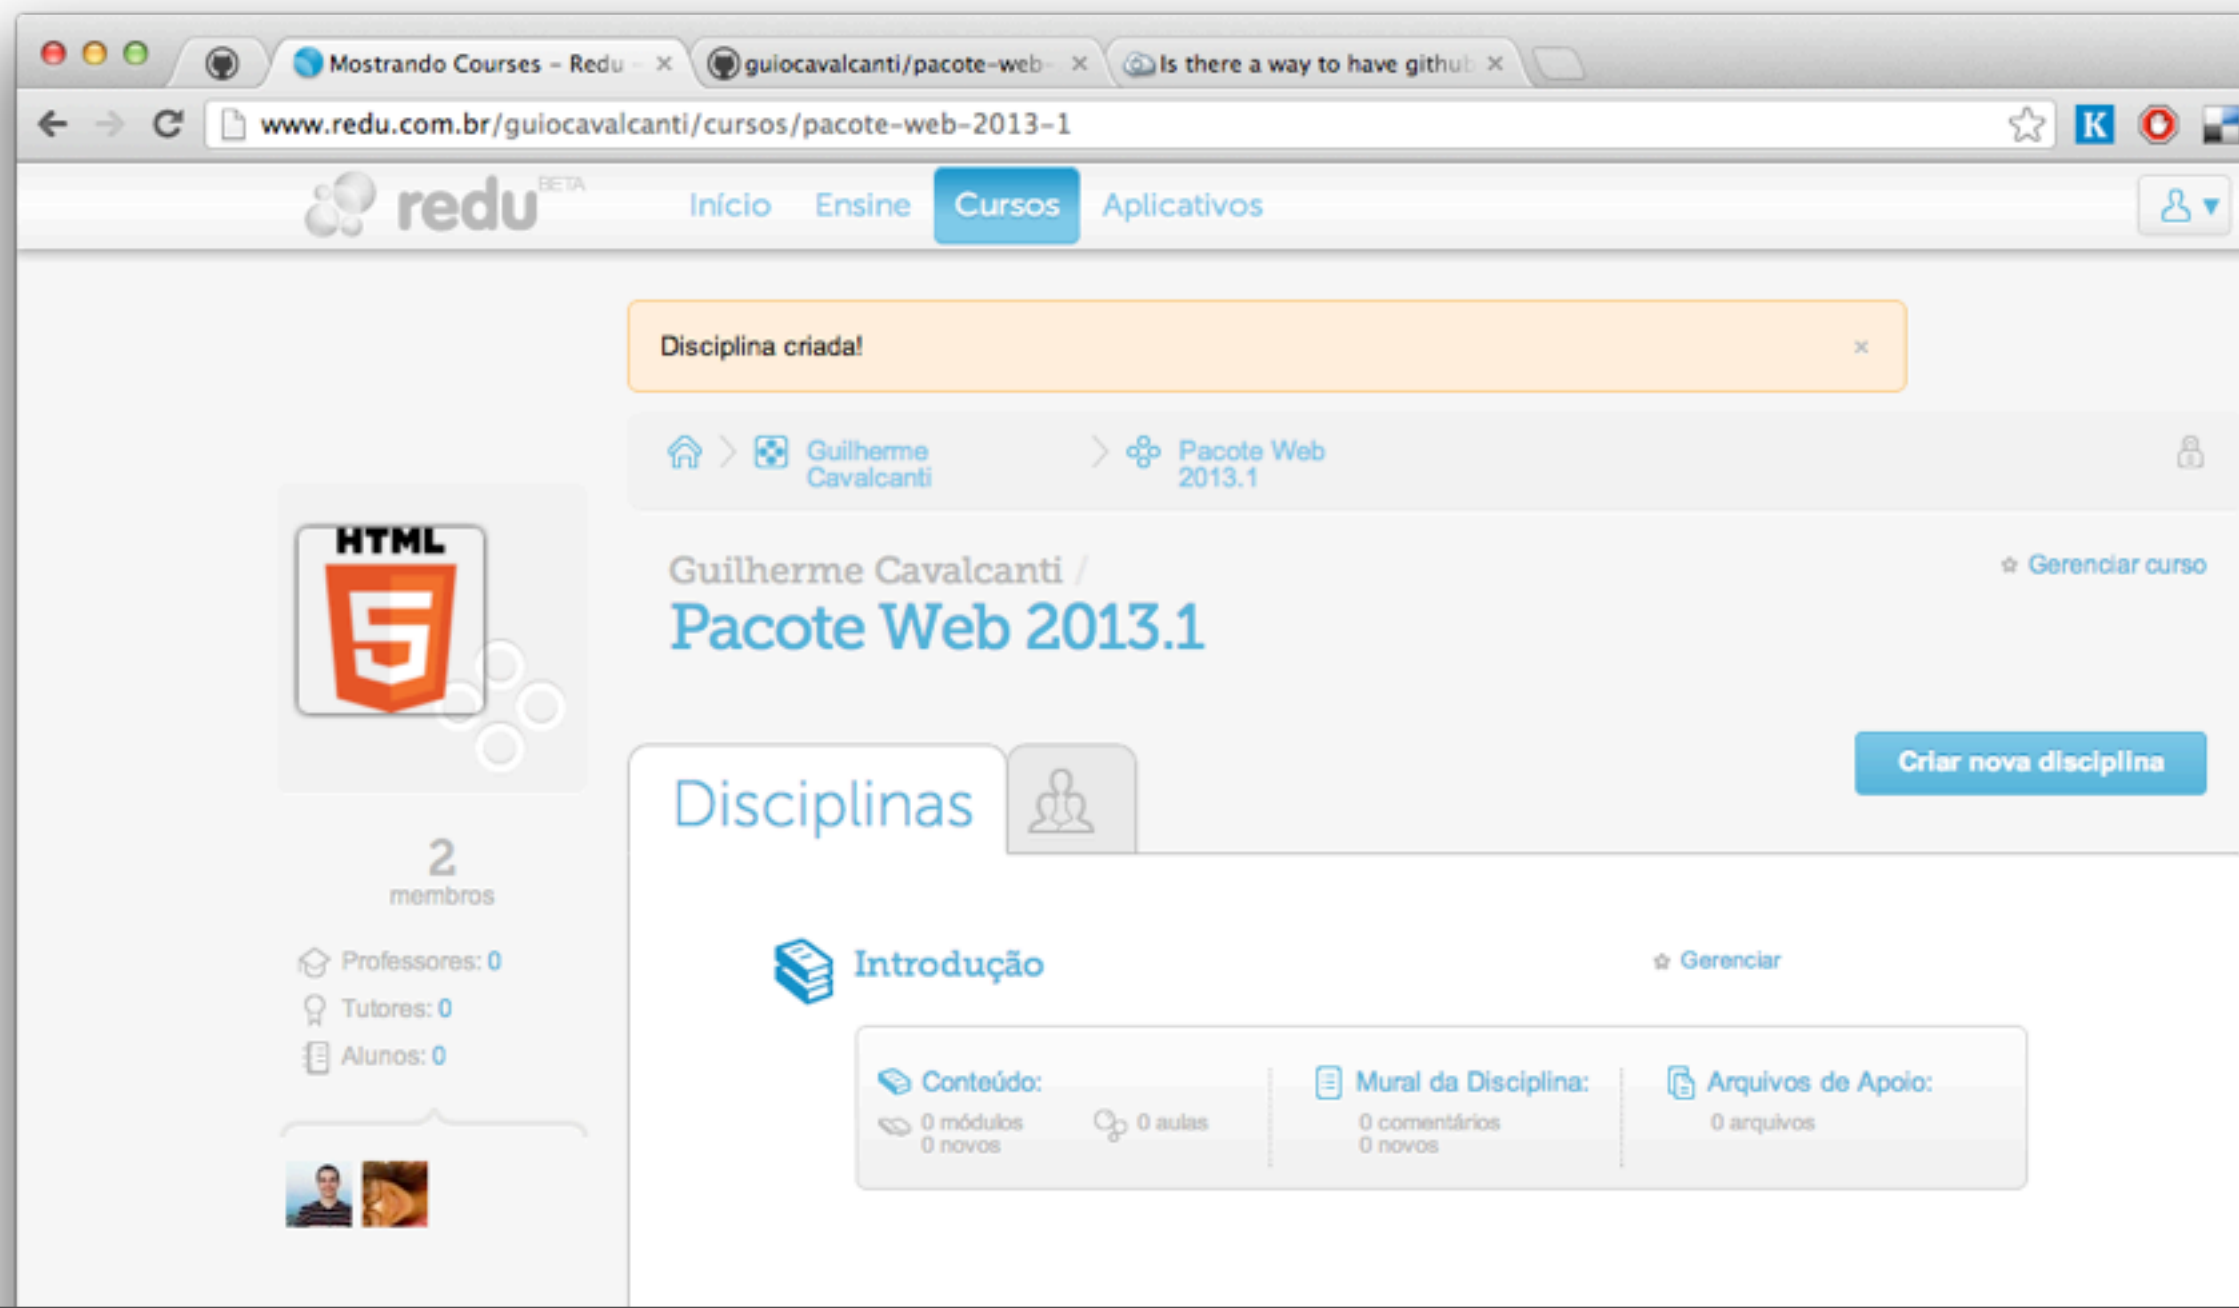 Mostrando Courses – Redu –
guiocavalcanti/pacote-web-
Is there a way to have github
www.redu.com.br/guiocavalcanti/cursos/pacote-web-2013-1
K
redu BETA
Início Ensine Cursos Aplicativos
Disciplina criada!
Guilherme
Cavalcanti
Pacote Web
2013.1
HTML
5
Guilherme Cavalcanti /
Gerenciar curso
Pacote Web 2013.1
Criar nova disciplina
Disciplinas
2
membros
Professores: 0
Tutores: 0
Alunos: 0
Introdução
Gerenciar
Conteúdo:
0 módulos
0 novos
0 aulas
Mural da Disciplina:
0 comentários
0 novos
Arquivos de Apoio:
0 arquivos